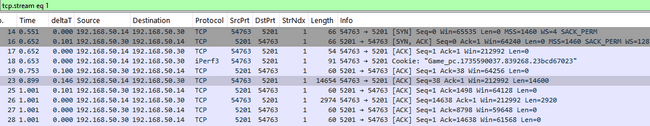 tcp.stream eq 1
Time deltaT Source Destination Protocol SrcPrt DstPrt StrNdx Length Info
14 0.551 0.000 192.168.50.14 192.168.50.30 TCP 54763 5201 1 66 54763 → 5201 [SYN] Seq=0 Win=65535 Len=0 MSS=1460 WS=4 SACK_PERM
16 0.652 0.101 192.168.50.30 192.168.50.14 TCP 5201 54763 1 66 5201 → 54763 [SYN, ACK] Seq=0 Ack=1 Win=64240 Len=0 MSS=1460 SACK_PERM WS=128
17 0.652 0.000 192.168.50.14 192.168.50.30 TCP 54763 5201 1 54 54763 → 5201 [ACK] Seq=1 Ack=1 Win=212992 Len=0
18 0.653 0.000 192.168.50.14 192.168.50.30 iPerf3 54763 5201 1 91 54763 → 5201 Cookie: "Game_pc.1735590037.839268.23bcd67023"
19 0.753 0.100 192.168.50.30 192.168.50.14 TCP 5201 54763 1 60 5201 → 54763 [ACK] Seq=1 Ack=38 Win=64256 Len=0
23 0.899 0.146 192.168.50.14 192.168.50.30 TCP 54763 5201 1 14654 54763 → 5201 [ACK] Seq=38 Ack=1 Win=212992 Len=14600
25 1.001 0.101 192.168.50.30 192.168.50.14 TCP 5201 54763 1 60 5201 → 54763 [ACK] Seq=1 Ack=1498 Win=64128 Len=0
26 1.001 0.000 192.168.50.14 192.168.50.30 TCP 54763 5201 1 2974 54763 → 5201 [ACK] Seq=14638 Ack=1 Win=212992 Len=2920
27 1.001 0.000 192.168.50.30 192.168.50.14 TCP 5201 54763 1 60 5201 → 54763 [ACK] Seq=1 Ack=8798 Win=59648 Len=0
28 1.001 0.000 192.168.50.30 192.168.50.14 TCP 5201 54763 1 60 5201 → 54763 [ACK] Seq=1 Ack=14638 Win=61568 Len=0